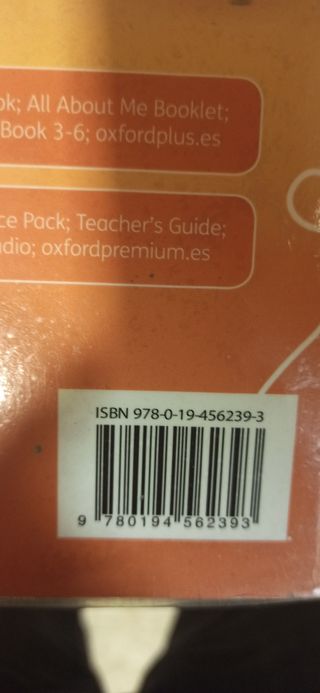 ok; All About Me Booklet;
Book 3-6; oxfordplus.es
ce Pack; Teacher's Guide;
udio; oxfordpremium.es
ISBN 978-0-19-456239-3
9 780194 562393